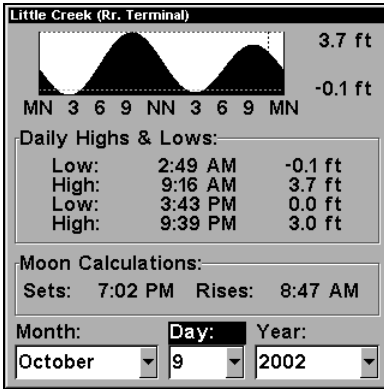 Little Creek (Rr. Terminal)
3.7 ft
-0.1 ft
MN 3 6 9 NN 3 6 9 MN
Daily Highs & Lows:
Low: 2:49 AM -0.1 ft
High: 9:16 AM 3.7 ft
Low: 3:43 PM 0.0 ft
High: 9:39 PM 3.0 ft
Moon Calculations:
Sets: 7:02 PM Rises: 8:47 AM
Month: Day: Year:
October 9 2002